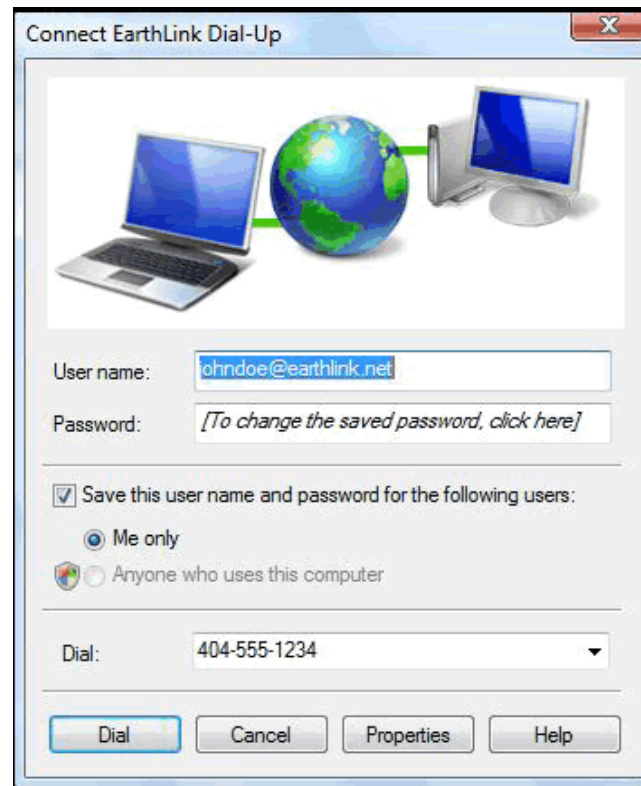 Connect EarthLink Dial-Up
User name:
johndoe@earthlink.net
Password:
[To change the saved password, click here]
Save this user name and password for the following users:
Me only
Anyone who uses this computer
Dial:
404-555-1234
Dial
Cancel
Properties
Help